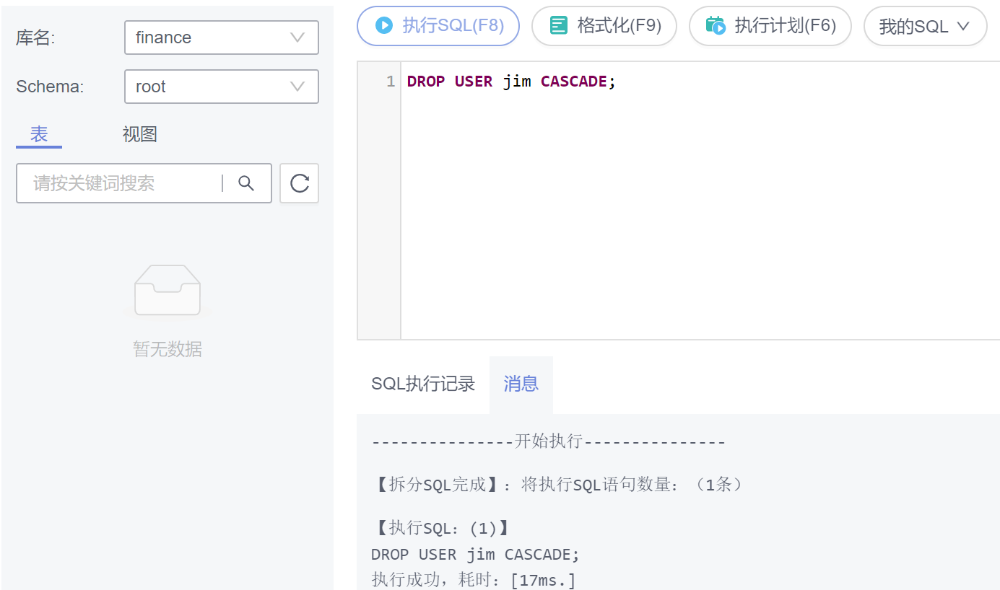 库名:
finance
Schema:
root
表
视图
请按关键词搜索
暂无数据
执行SQL(F8)
格式化(F9)
执行计划(F6)
我的SQL
1
DROP USER jim CASCADE;
SQL执行记录
消息
---------------开始执行---------------
【拆分SQL完成】：将执行SQL语句数量：（1条）
【执行SQL：(1)】
DROP USER jim CASCADE;
执行成功，耗时：[17ms.]